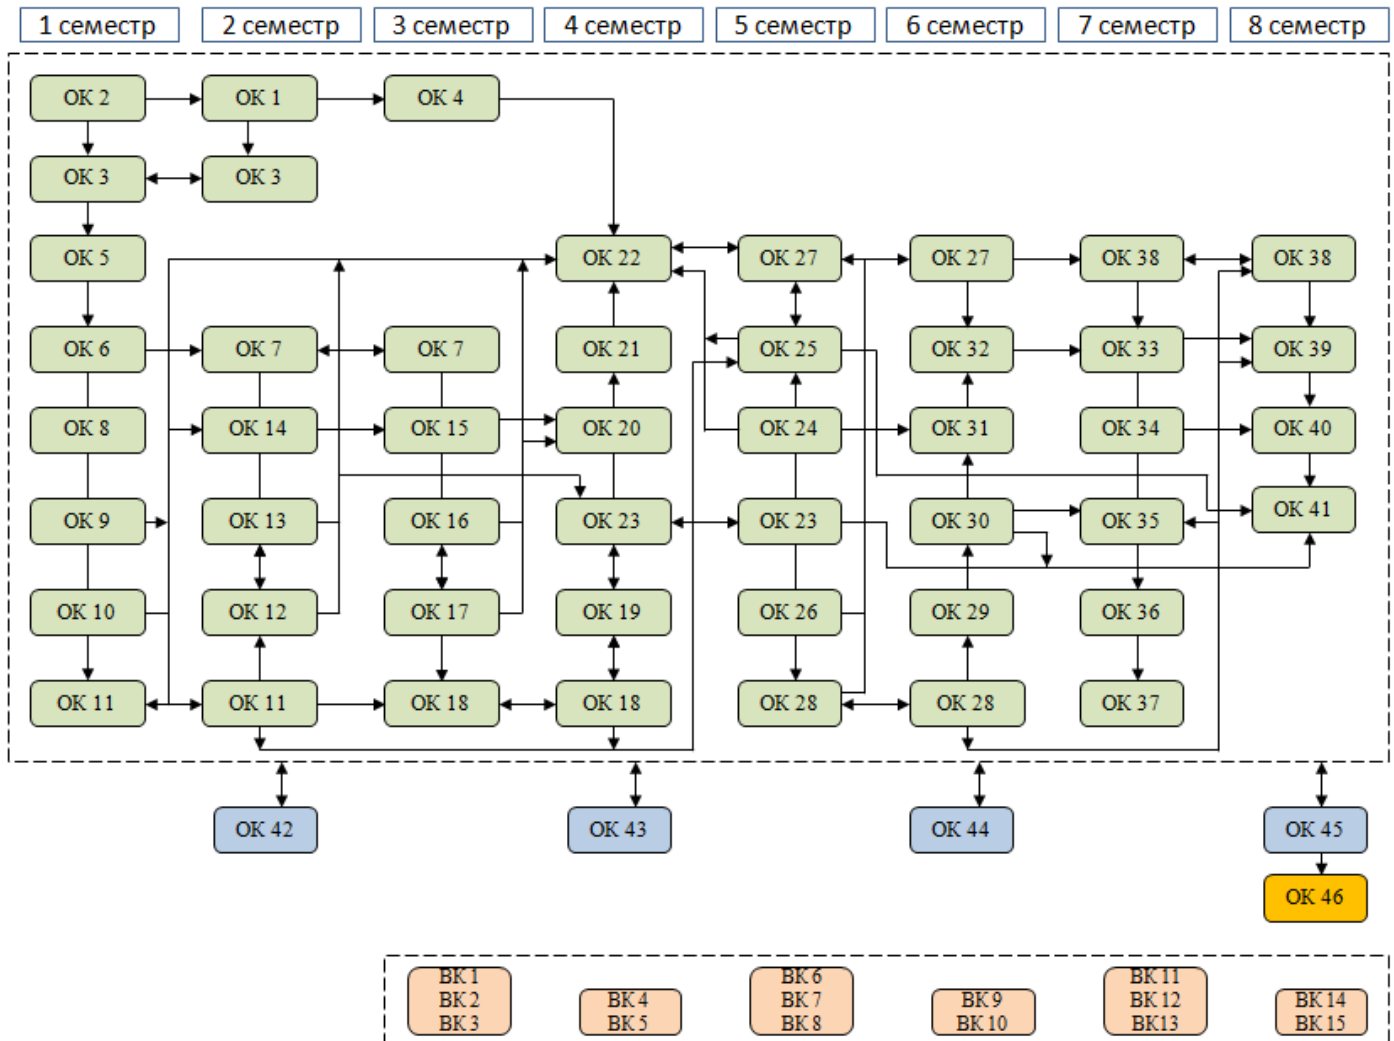 1 семестр
2 семестр
3 семестр
4 семестр
5 семестр
6 семестр
7 семестр
8 семестр
ОК 2
ОК 1
ОК 4
ОК 3
ОК 3
ОК 5
ОК 22
ОК 27
ОК 27
ОК 38
ОК 38
ОК 6
ОК 7
ОК 7
ОК 21
ОК 25
ОК 32
ОК 33
ОК 39
ОК 8
ОК 14
ОК 15
ОК 20
ОК 24
ОК 31
ОК 34
ОК 40
ОК 9
ОК 13
ОК 16
ОК 23
ОК 23
ОК 30
ОК 35
ОК 41
ОК 10
ОК 12
ОК 17
ОК 19
ОК 26
ОК 29
ОК 36
ОК 11
ОК 11
ОК 18
ОК 18
ОК 28
ОК 28
ОК 37
ОК 42
ОК 43
ОК 44
ОК 45
ОК 46
ВК 1
ВК 2
ВК 3
ВК 4
ВК 5
ВК 6
ВК 7
ВК 8
ВК 9
ВК 10
ВК 11
ВК 12
ВК13
ВК 14
ВК 15